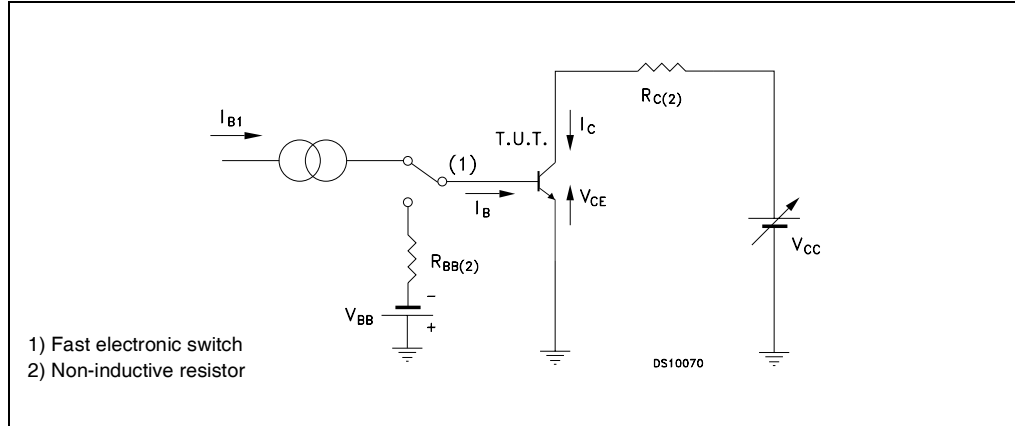 I_B1
(1)
I_B
T.U.T.
I_C
V_CE
R_C(2)
V_CC
R_BB(2)
V_BB
-
+
1) Fast electronic switch
2) Non-inductive resistor
DS10070